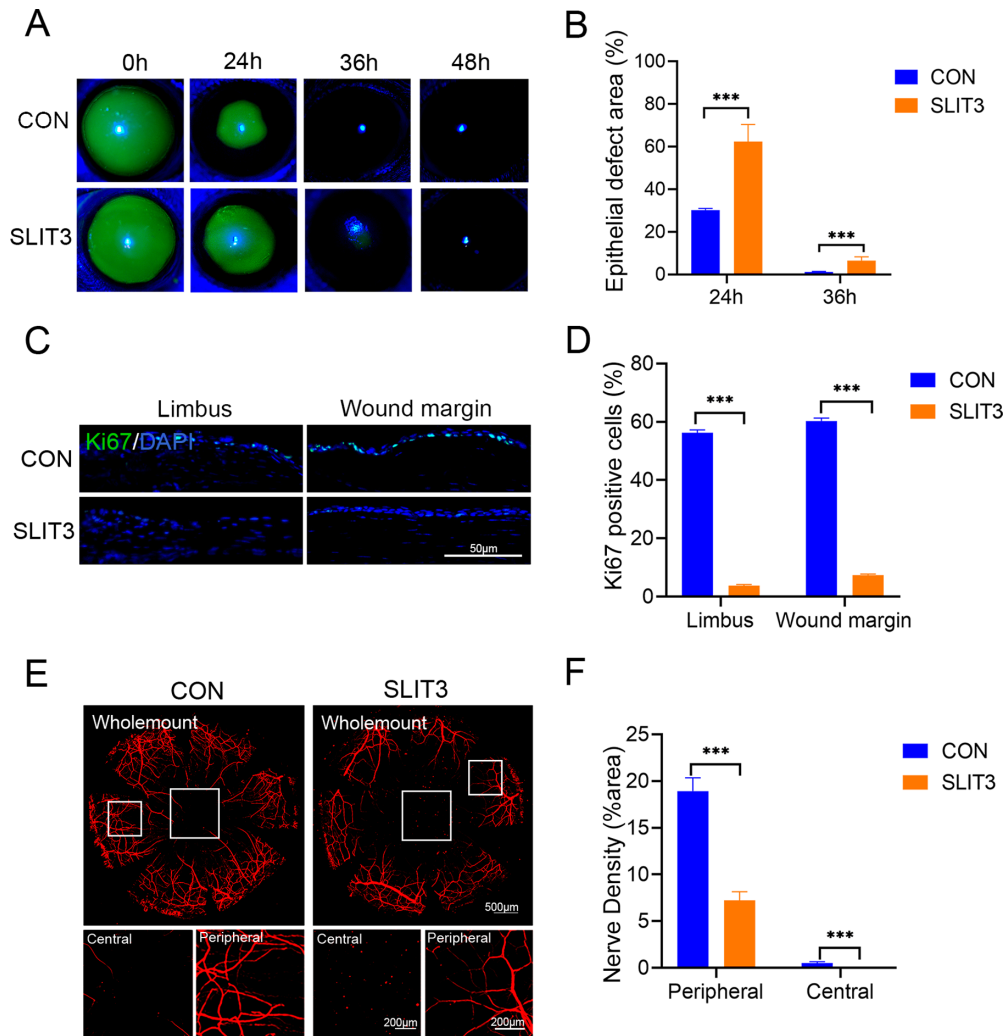 A
0h 24h 36h 48h
CON
SLIT3
B
Epithelial defect area (%)
100
80
60
40
20
0
***
***
24h 36h
CON
SLIT3
C
Limbus Wound margin
CON
Ki67/DAPI
SLIT3
50μm
D
Ki67 positive cells (%)
80
60
40
20
0
***
***
Limbus Wound margin
CON
SLIT3
E
CON SLIT3
Wholemount Wholemount
500μm
Central Peripheral Central Peripheral
200μm 200μm
F
Nerve Density (%area)
25
20
15
10
5
0
***
***
Peripheral Central
CON
SLIT3